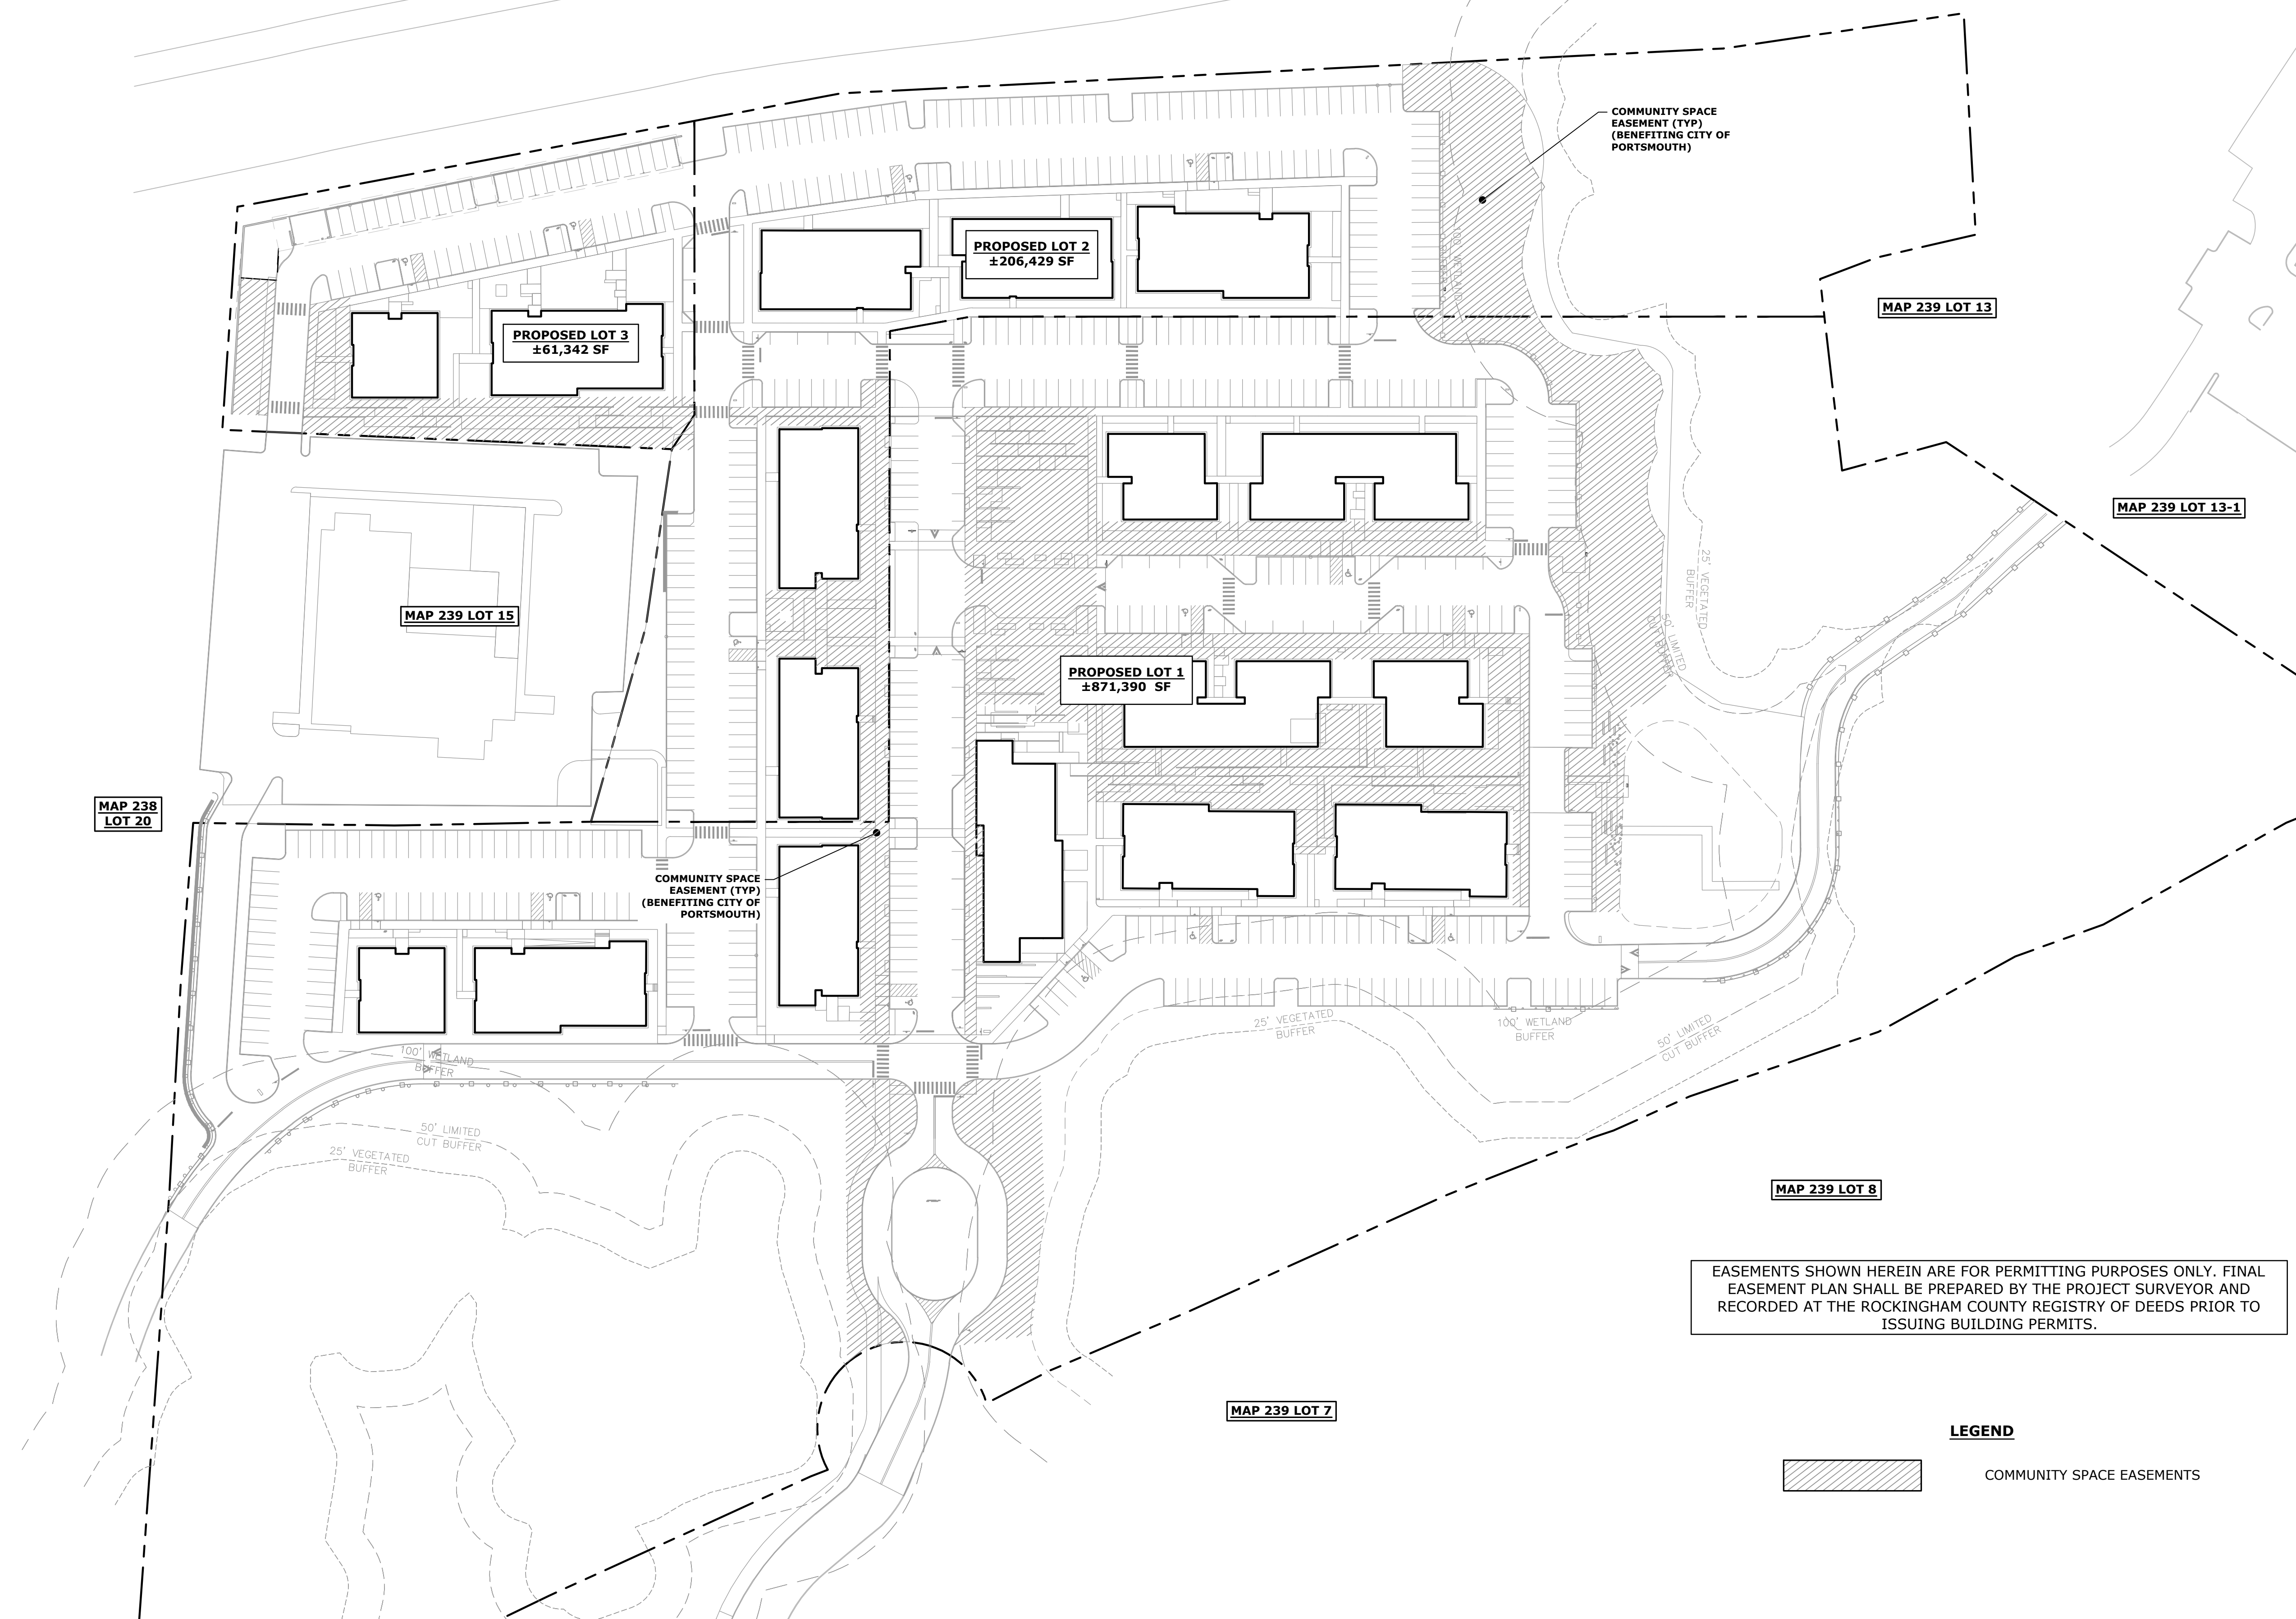 COMMUNITY SPACE
EASEMENT (TYP)
(BENEFITING CITY OF
PORTSMOUTH)
100' WETLAND
BUFFER
PROPOSED LOT 2
±206,429 SF
MAP 239 LOT 13
PROPOSED LOT 3
±61,342 SF
MAP 239 LOT 13-1
25' VEGETATED
BUFFER
MAP 239 LOT 15
50' LIMITED
CUT BUFFER
PROPOSED LOT 1
±871,390 SF
MAP 238
LOT 20
COMMUNITY SPACE
EASEMENT (TYP)
(BENEFITING CITY OF
PORTSMOUTH)
25' VEGETATED
BUFFER
100' WETLAND
BUFFER
50' LIMITED
CUT BUFFER
100' WETLAND
BUFFER
50' LIMITED
CUT BUFFER
25' VEGETATED
BUFFER
MAP 239 LOT 8
EASEMENTS SHOWN HEREIN ARE FOR PERMITTING PURPOSES ONLY. FINAL
EASEMENT PLAN SHALL BE PREPARED BY THE PROJECT SURVEYOR AND
RECORDED AT THE ROCKINGHAM COUNTY REGISTRY OF DEEDS PRIOR TO
ISSUING BUILDING PERMITS.
MAP 239 LOT 7
LEGEND
COMMUNITY SPACE EASEMENTS